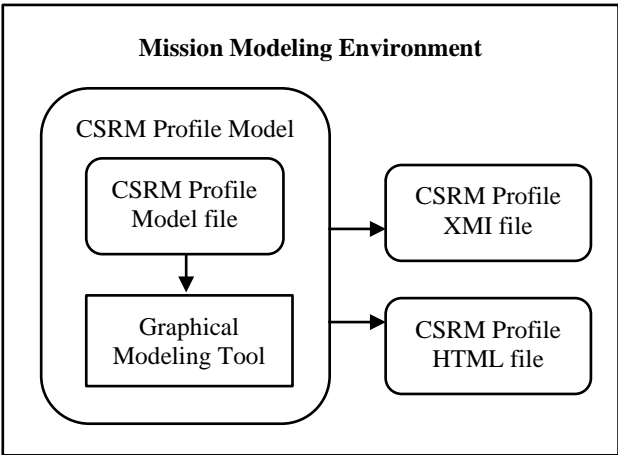 Mission Modeling Environment
CSRM Profile Model
CSRM Profile
Model file
Graphical
Modeling Tool
CSRM Profile
XMI file
CSRM Profile
HTML file